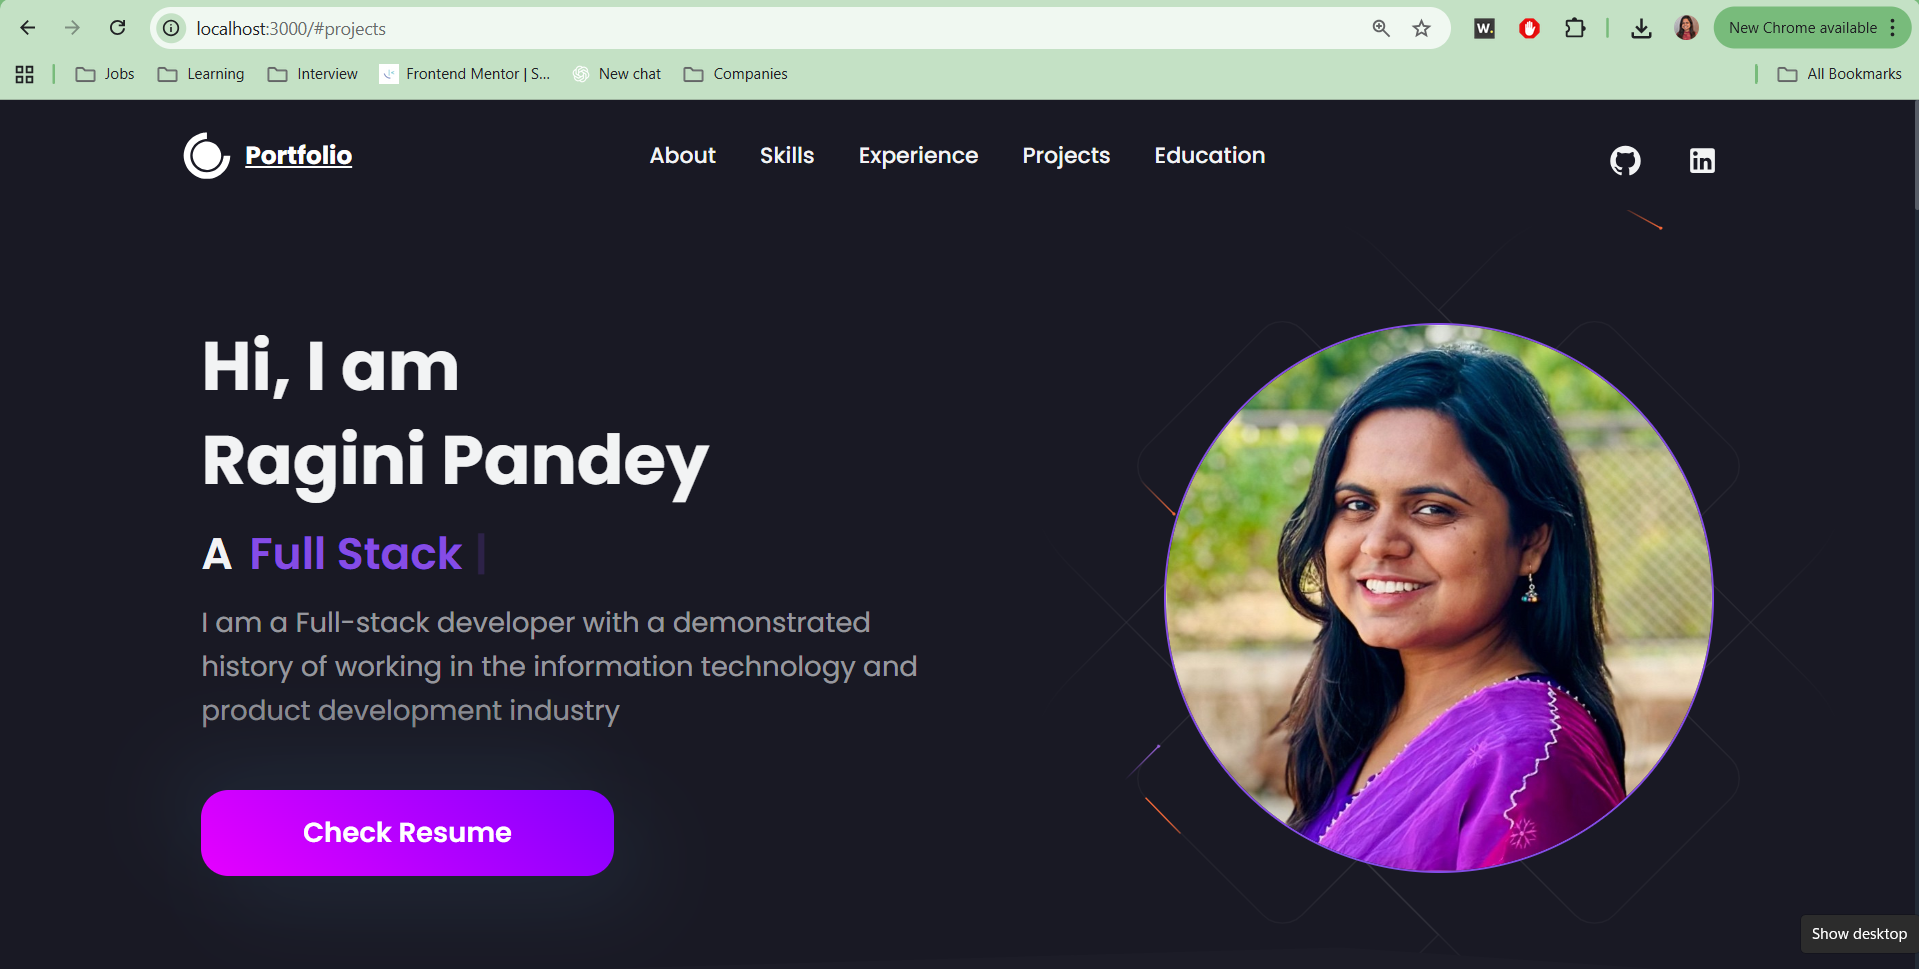 localhost:3000/#projects
W.
New Chrome available
Jobs
Learning
Interview
Frontend Mentor | S...
New chat
Companies
All Bookmarks
Portfolio
About
Skills
Experience
Projects
Education
in
Hi, I am
Ragini Pandey
A Full Stack |
I am a Full-stack developer with a demonstrated
history of working in the information technology and
product development industry
Check Resume
Show desktop